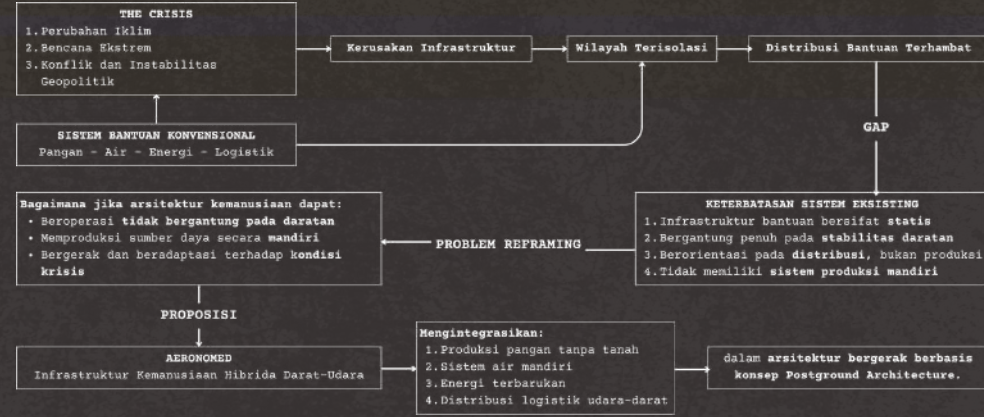 THE CRISIS
1.Perubahan Iklim
2.Bencana Ekstrem
3.Konflik dan Instabilitas
Geopolitik
Kerusakan Infrastruktur
Wilayah Terisolasi
Distribusi Bantuan Terhambat
SISTEM BANTUAN KONVENSIONAL
Pangan - Air - Energi - Logistik
GAP
KETERBATASAN SISTEM EKSISTING
1.Infrastruktur bantuan bersifat statis
2.Bergantung penuh pada stabilitas daratan
3.Berorientasi pada distribusi, bukan produksi
4.Tidak memiliki sistem produksi mandiri
PROBLEM REFRAMING
Bagaimana jika arsitektur kemanusiaan dapat:
• Beroperasi tidak bergantung pada daratan
• Memproduksi sumber daya secara mandiri
• Bergerak dan beradaptasi terhadap kondisi
krisis
PROPOSISI
AERONOMED
Infrastruktur Kemanusiaan Hibrida Darat-Udara
Mengintegrasikan:
1.Produksi pangan tanpa tanah
2.Sistem air mandiri
3.Energi terbarukan
4.Distribusi logistik udara-darat
dalam arsitektur bergerak berbasis
konsep Postground Architecture.